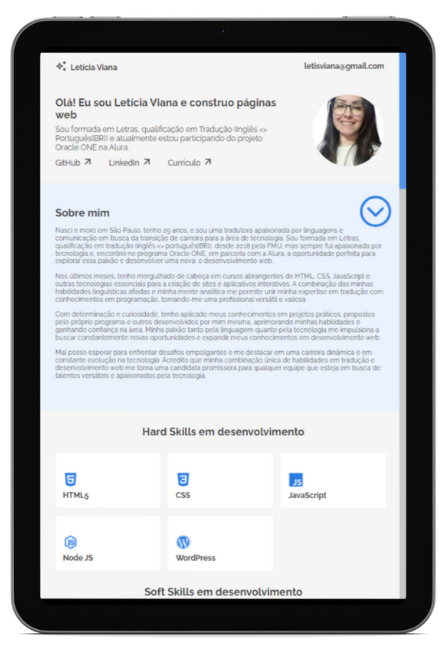 Letícia Viana
letisviana@gmail.com
Olá! Eu sou Letícia Viana e construo páginas
web
Sou formada em Letras, qualificação em Tradução (Inglês <>
Português(BR)) e atualmente estou participando do projeto
Oracle ONE na Alura.
GitHub LinkedIn Currículo
Sobre mim
Nasci e moro em São Paulo, tenho 29 anos, e sou uma tradutora apaixonada por linguagens e
comunicação em busca da transição de carreira para a área de tecnologia. Sou formada em Letras,
qualificação em tradução (inglês <> português(BR)), desde 2018 pela FMU, mas sempre fui apaixonada por
tecnologia e, encontrei no programa Oracle ONE, em parceria com a Alura, a oportunidade perfeita para
explorar essa paixão e desenvolver uma nova: o desenvolvimento web.
Nos últimos meses, tenho mergulhado de cabeça em cursos abrangentes de HTML, CSS, JavaScript e
outras tecnologias essenciais para a criação de sites e aplicativos interativos. A combinação das minhas
habilidades linguísticas afiadas e minha mente analítica me permite unir minha expertise em tradução com
conhecimentos em programação, tornando-me uma profissional versátil e valiosa.
Com determinação e curiosidade, tenho aplicado meus conhecimentos em projetos práticos, propostos
pelo próprio programa e outros desenvolvidos por mim mesma, aprimorando minhas habilidades e
ganhando confiança na área. Minha paixão tanto pela linguagem quanto pela tecnologia me impulsiona a
buscar constantemente novas oportunidades e expandir meus conhecimentos em desenvolvimento web.
Mal posso esperar para enfrentar desafios empolgantes e me destacar em uma carreira dinâmica e em
constante evolução na tecnologia. Acredito que minha combinação única de habilidades em tradução e
desenvolvimento web me torna uma candidata promissora para qualquer equipe que esteja em busca de
talentos versáteis e apaixonados pela tecnologia.
Hard Skills em desenvolvimento
HTML5
CSS
JS
JavaScript
Node JS
WordPress
Soft Skills em desenvolvimento